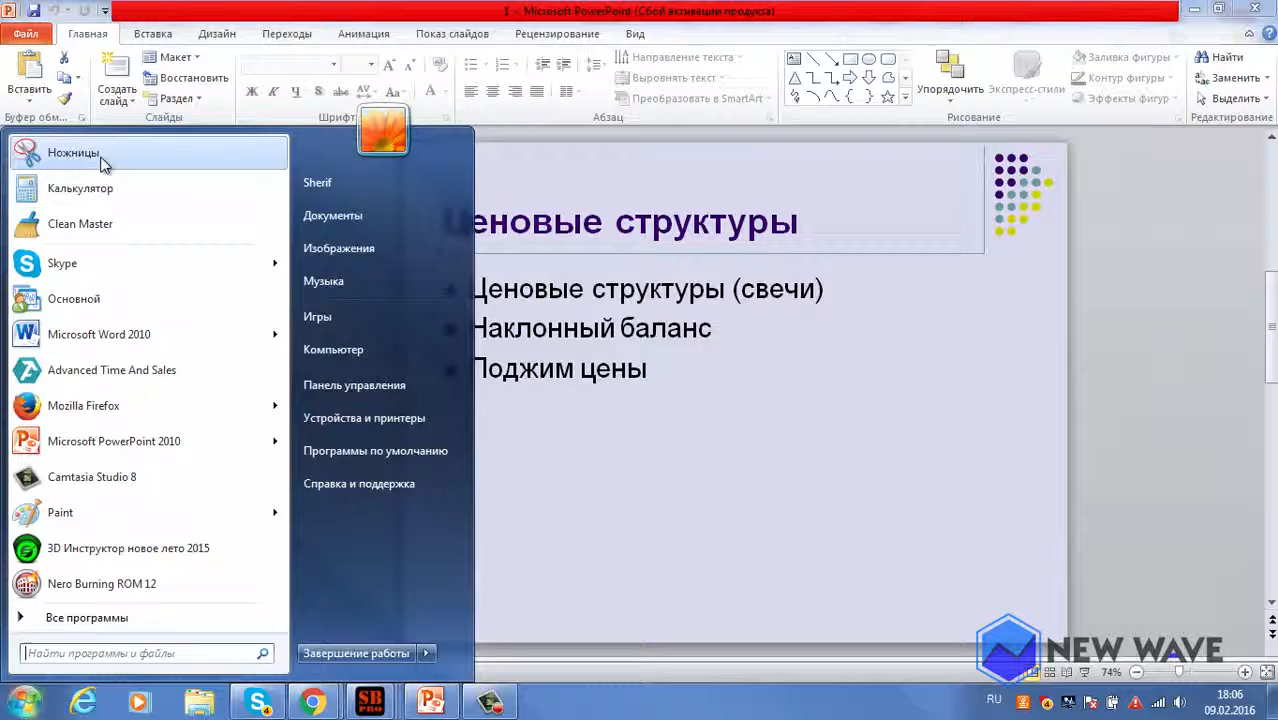 1 - Microsoft PowerPoint (Сбой активации продукта)
Файл Главная Вставка Дизайн Переходы Анимация Показ слайдов Рецензирование Вид
Вставить
Буфер обм...
Создать слайд
Макет
Восстановить
Раздел
Слайды
Ж К Ч S abc AV Aa A
Шрифт
Направление текста
Выровнять текст
Преобразовать в SmartArt
Абзац
Упорядочить
Экспресс-стили
Заливка фигуры
Контур фигуры
Эффекты фигур
Рисование
Найти
Заменить
Выделить
Редактирование
Ножницы
Калькулятор
Clean Master
Skype
Основной
Microsoft Word 2010
Advanced Time And Sales
Mozilla Firefox
Microsoft PowerPoint 2010
Camtasia Studio 8
Paint
3D Инструктор новое лето 2015
Nero Burning ROM 12
Все программы
Найти программы и файлы
Sherif
Документы
Изображения
Музыка
Игры
Компьютер
Панель управления
Устройства и принтеры
Программы по умолчанию
Справка и поддержка
Завершение работы
Ценовые структуры
Ценовые структуры (свечи)
Наклонный баланс
Поджим цены
NEW WAVE
74%
SB PRO
RU
18:06
09.02.2016